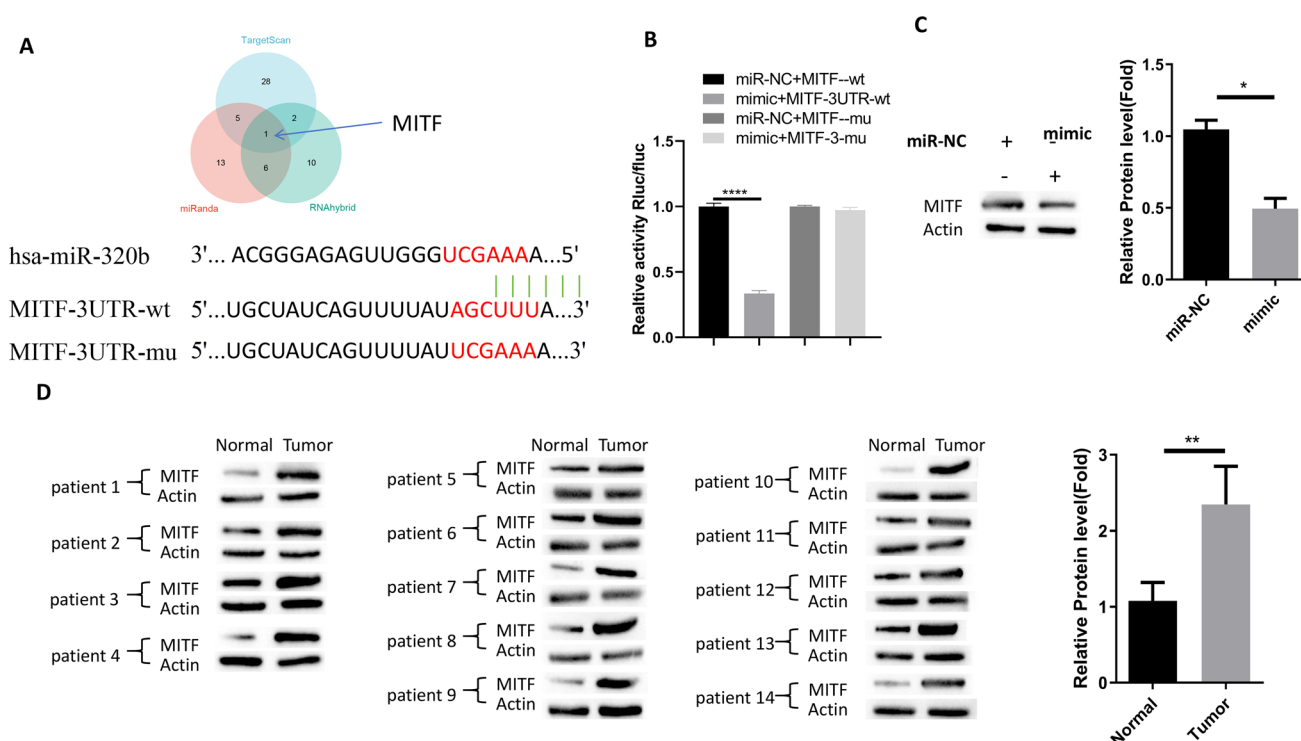 A
TargetScan
28
5
2
1
MITF
13
6
10
miRanda
RNAhybrid
hsa-miR-320b 3'... ACGGGAGAGUUGGGUCGAAAA...5'
MITF-3UTR-wt 5'...UGCUAUCAGUUUUAUAGCUUUA...3'
MITF-3UTR-mu 5'...UGCUAUCAGUUUUAUUCGAAAA...3'
B
miR-NC+MITF--wt
mimic+MITF-3UTR-wt
miR-NC+MITF--mu
mimic+MITF-3-mu
Realtive activity Rluc/fluc
1.5
1.0
0.5
0.0
****
C
miR-NC + -
mimic
- +
MITF
Actin
Relative Protein level(Fold)
1.5
1.0
0.5
0.0
*
miR-NC
mimic
D
Normal Tumor
patient 1 MITF
Actin
patient 2 MITF
Actin
patient 3 MITF
Actin
patient 4 MITF
Actin
Normal Tumor
patient 5 MITF
Actin
patient 6 MITF
Actin
patient 7 MITF
Actin
patient 8 MITF
Actin
patient 9 MITF
Actin
Normal Tumor
patient 10 MITF
Actin
patient 11 MITF
Actin
patient 12 MITF
Actin
patient 13 MITF
Actin
patient 14 MITF
Actin
Relative Protein level(Fold)
3
2
1
0
**
Normal
Tumor